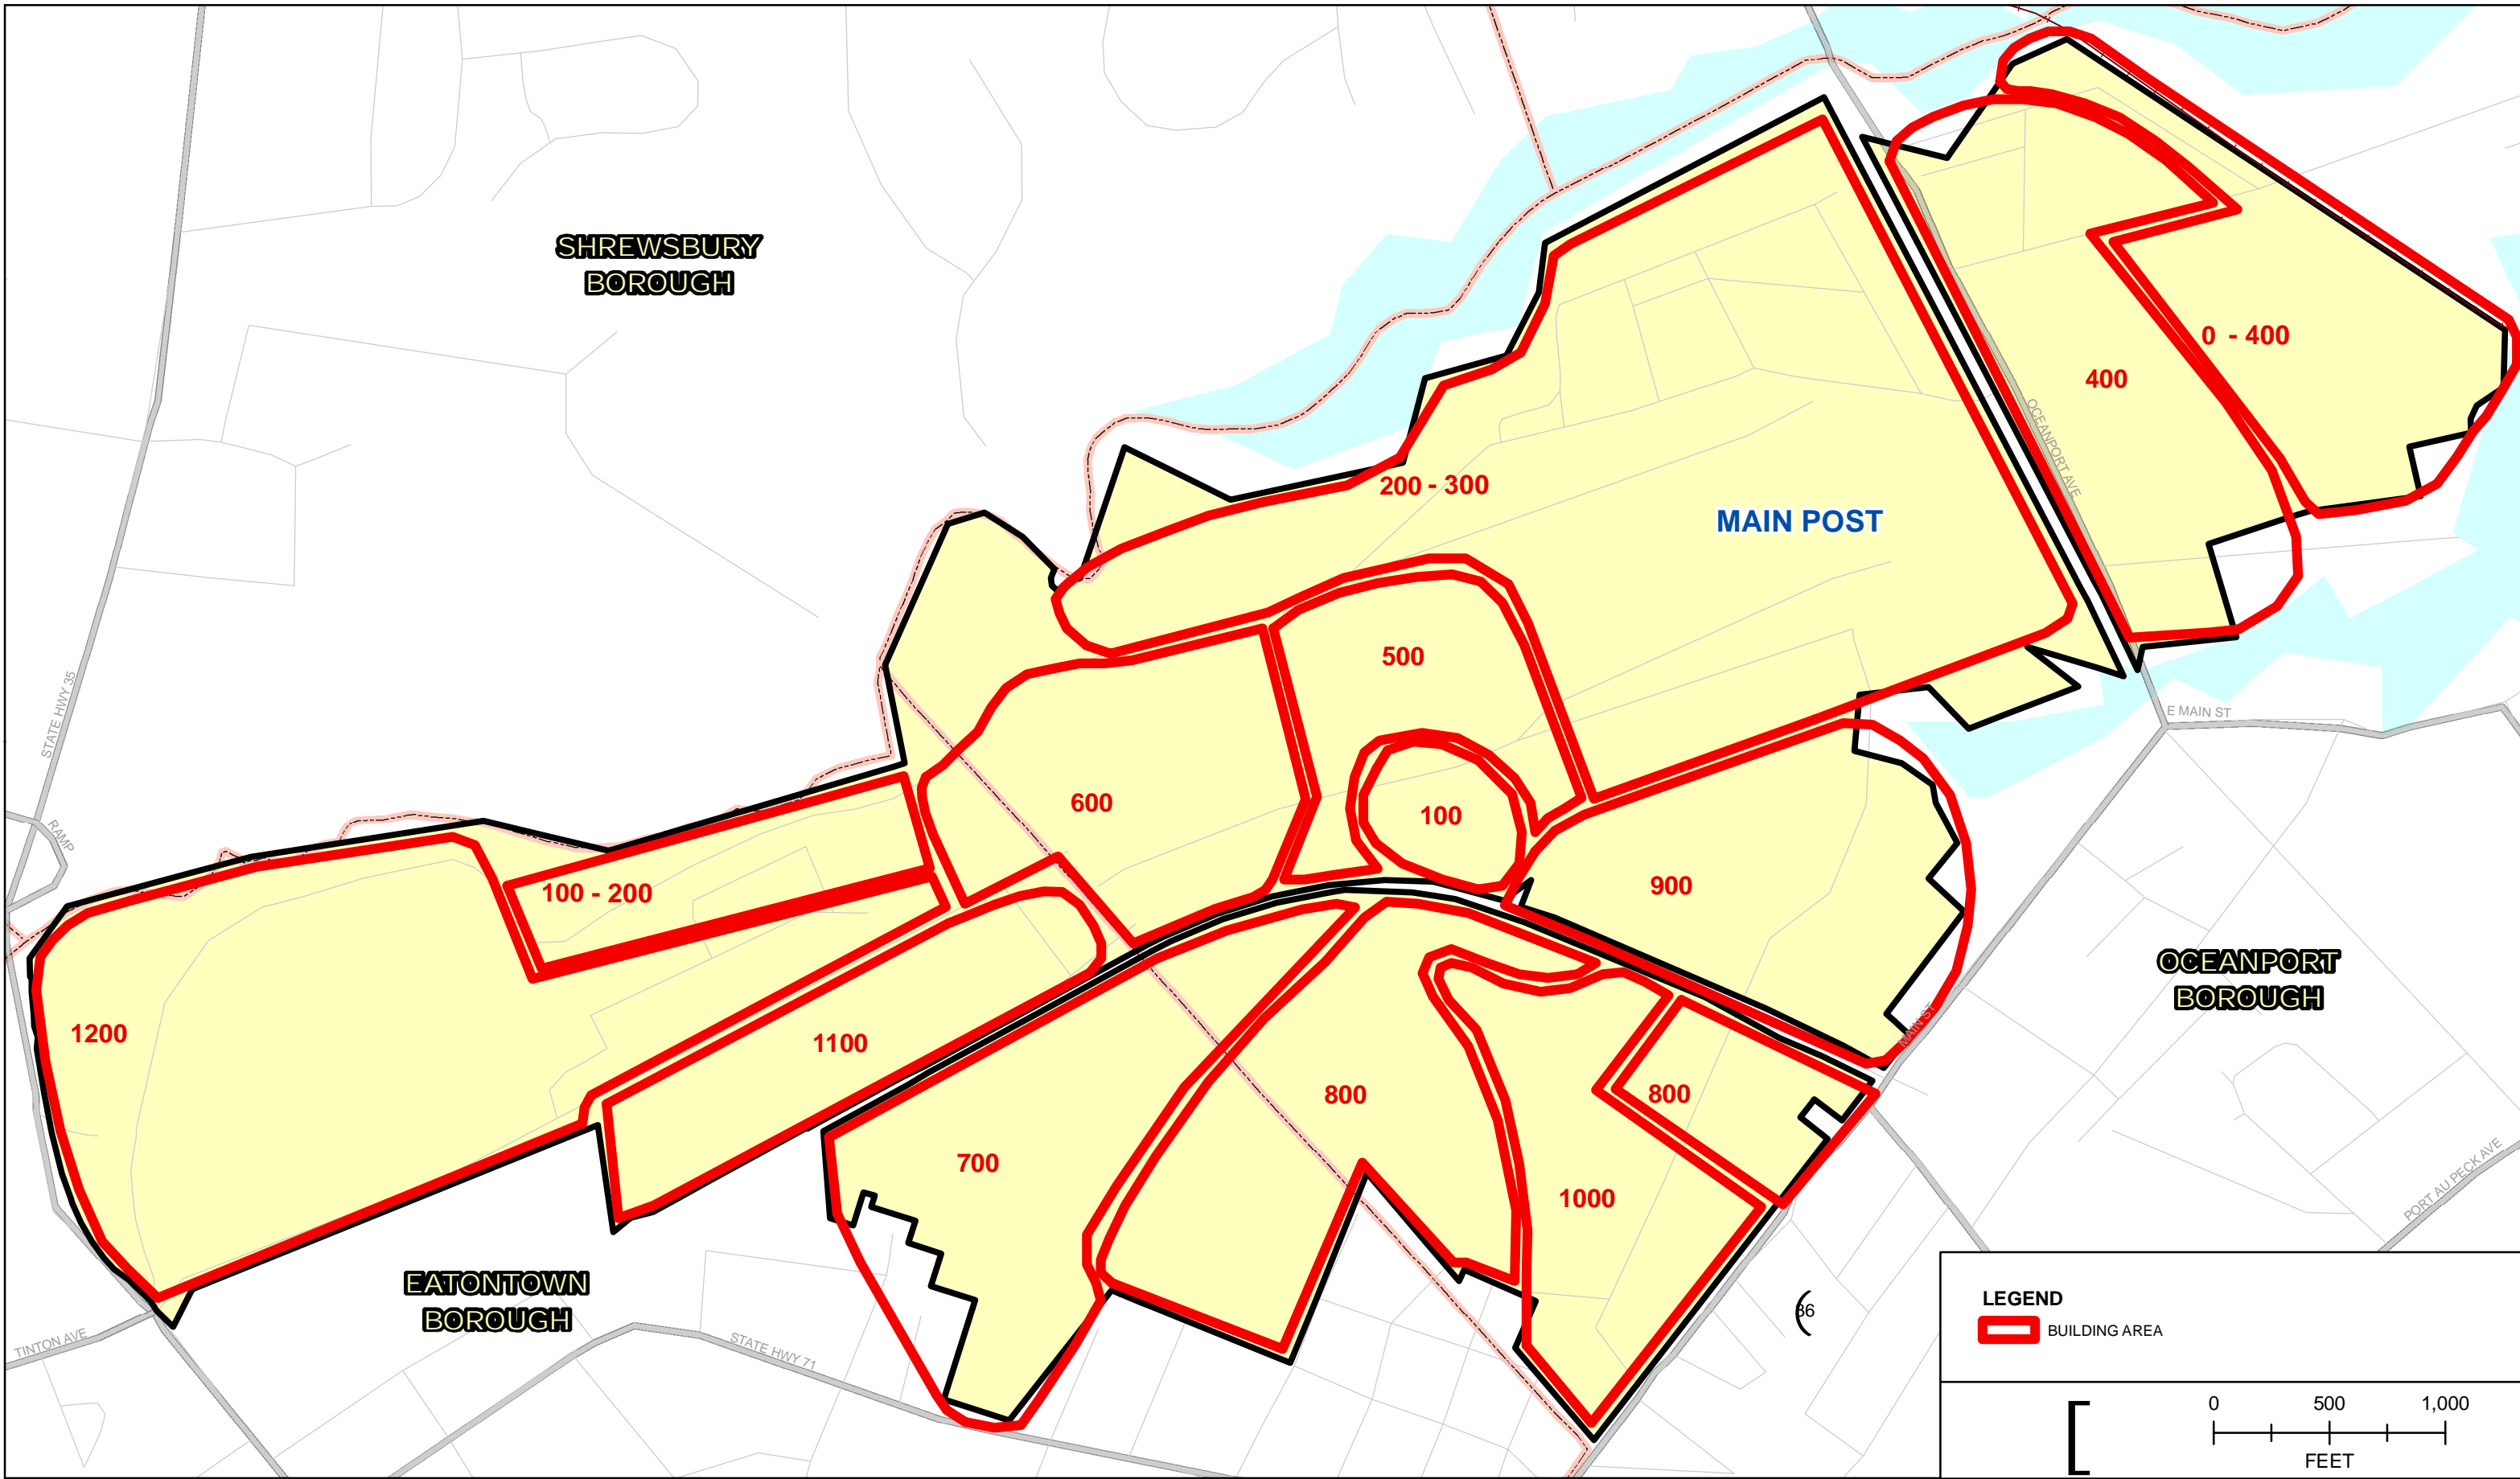 SHREWSBURY
BOROUGH
0 - 400
400
OCEANPORT AVE
200 - 300
MAIN POST
500
STATE HWY 35
E MAIN ST
600
100
RAMP
900
100 - 200
OCEANPORT
BOROUGH
1200
1100
MAIN ST
800
800
700
1000
PORT AU PECK AVE
EATONTOWN
BOROUGH
TINTON AVE
STATE HWY 71
36
LEGEND
BUILDING AREA
0 500 1,000
FEET